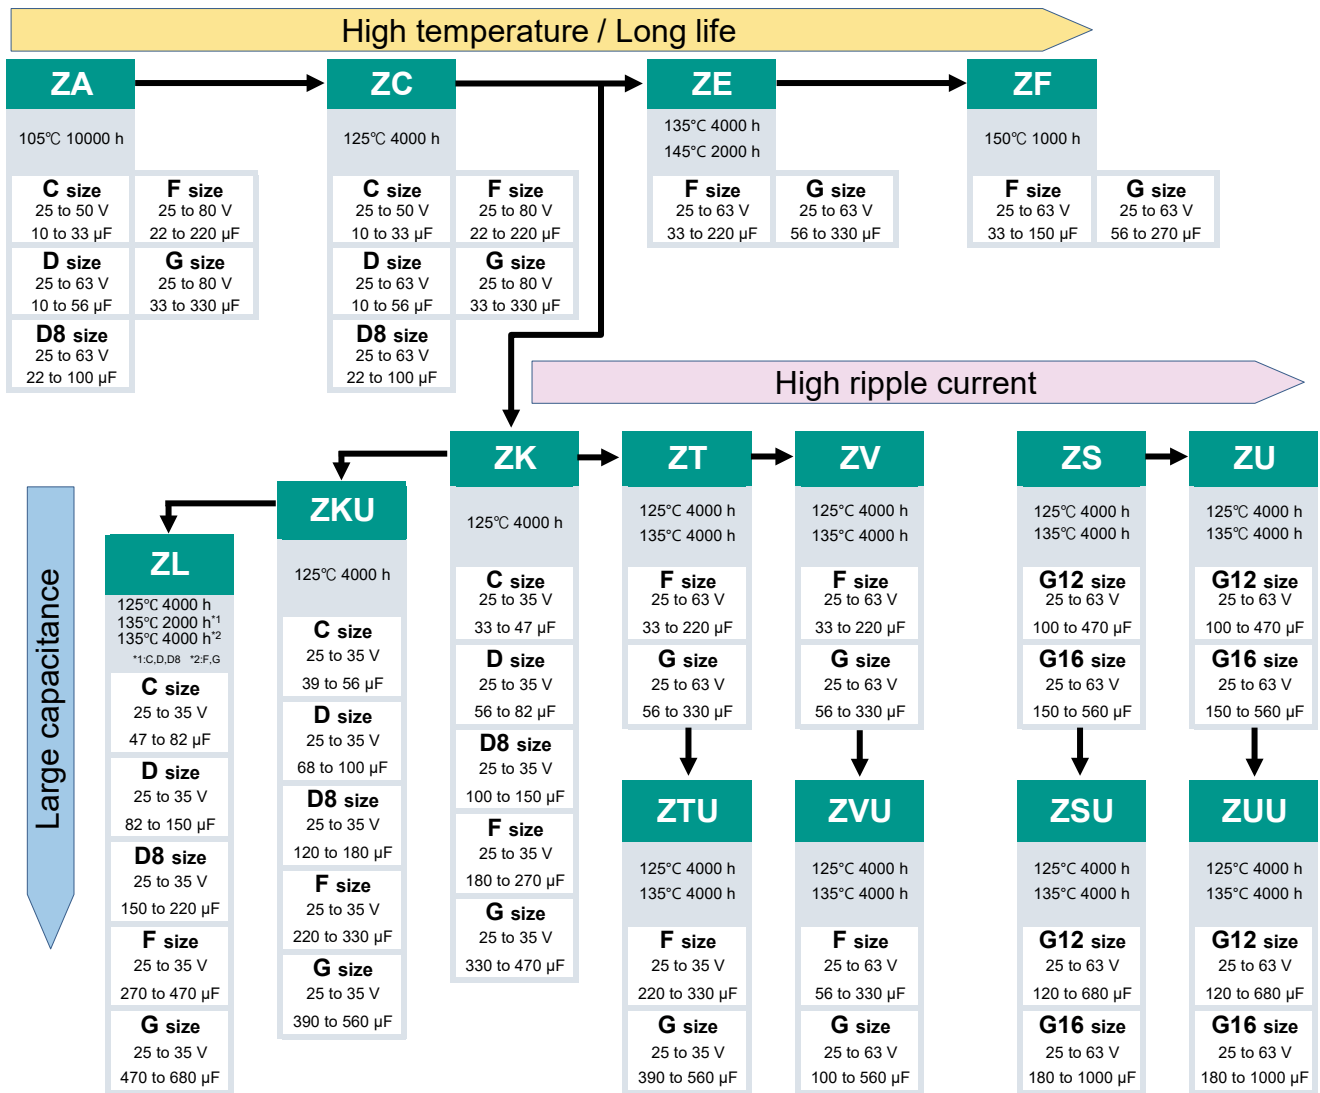 High temperature / Long life
ZA
105℃ 10000 h
C size
25 to 50 V
10 to 33 µF
F size
25 to 80 V
22 to 220 µF
D size
25 to 63 V
10 to 56 µF
G size
25 to 80 V
33 to 330 µF
D8 size
25 to 63 V
22 to 100 µF
ZC
125℃ 4000 h
C size
25 to 50 V
10 to 33 µF
F size
25 to 80 V
22 to 220 µF
D size
25 to 63 V
10 to 56 µF
G size
25 to 80 V
33 to 330 µF
D8 size
25 to 63 V
22 to 100 µF
ZE
135°C 4000 h
145°C 2000 h
F size
25 to 63 V
33 to 220 µF
G size
25 to 63 V
56 to 330 µF
ZF
150℃ 1000 h
F size
25 to 63 V
33 to 150 µF
G size
25 to 63 V
56 to 270 µF
High ripple current
Large capacitance
ZL
125℃ 4000 h
135℃ 2000 h*1
135℃ 4000 h*2
*1:C,D,D8 *2:F,G
C size
25 to 35 V
47 to 82 µF
D size
25 to 35 V
82 to 150 µF
D8 size
25 to 35 V
150 to 220 µF
F size
25 to 35 V
270 to 470 µF
G size
25 to 35 V
470 to 680 µF
ZKU
125℃ 4000 h
C size
25 to 35 V
39 to 56 µF
D size
25 to 35 V
68 to 100 µF
D8 size
25 to 35 V
120 to 180 µF
F size
25 to 35 V
220 to 330 µF
G size
25 to 35 V
390 to 560 µF
ZK
125℃ 4000 h
C size
25 to 35 V
33 to 47 µF
D size
25 to 35 V
56 to 82 µF
D8 size
25 to 35 V
100 to 150 µF
F size
25 to 35 V
180 to 270 µF
G size
25 to 35 V
330 to 470 µF
ZT
125℃ 4000 h
135℃ 4000 h
F size
25 to 63 V
33 to 220 µF
G size
25 to 63 V
56 to 330 µF
ZV
125℃ 4000 h
135℃ 4000 h
F size
25 to 63 V
33 to 220 µF
G size
25 to 63 V
56 to 330 µF
ZS
125℃ 4000 h
135℃ 4000 h
G12 size
25 to 63 V
100 to 470 µF
G16 size
25 to 63 V
150 to 560 µF
ZU
125℃ 4000 h
135℃ 4000 h
G12 size
25 to 63 V
100 to 470 µF
G16 size
25 to 63 V
150 to 560 µF
ZTU
125℃ 4000 h
135℃ 4000 h
F size
25 to 35 V
220 to 330 µF
G size
25 to 35 V
390 to 560 µF
ZVU
125℃ 4000 h
135℃ 4000 h
F size
25 to 63 V
56 to 330 µF
G size
25 to 63 V
100 to 560 µF
ZSU
125℃ 4000 h
135℃ 4000 h
G12 size
25 to 63 V
120 to 680 µF
G16 size
25 to 63 V
180 to 1000 µF
ZUU
125℃ 4000 h
135℃ 4000 h
G12 size
25 to 63 V
120 to 680 µF
G16 size
25 to 63 V
180 to 1000 µF